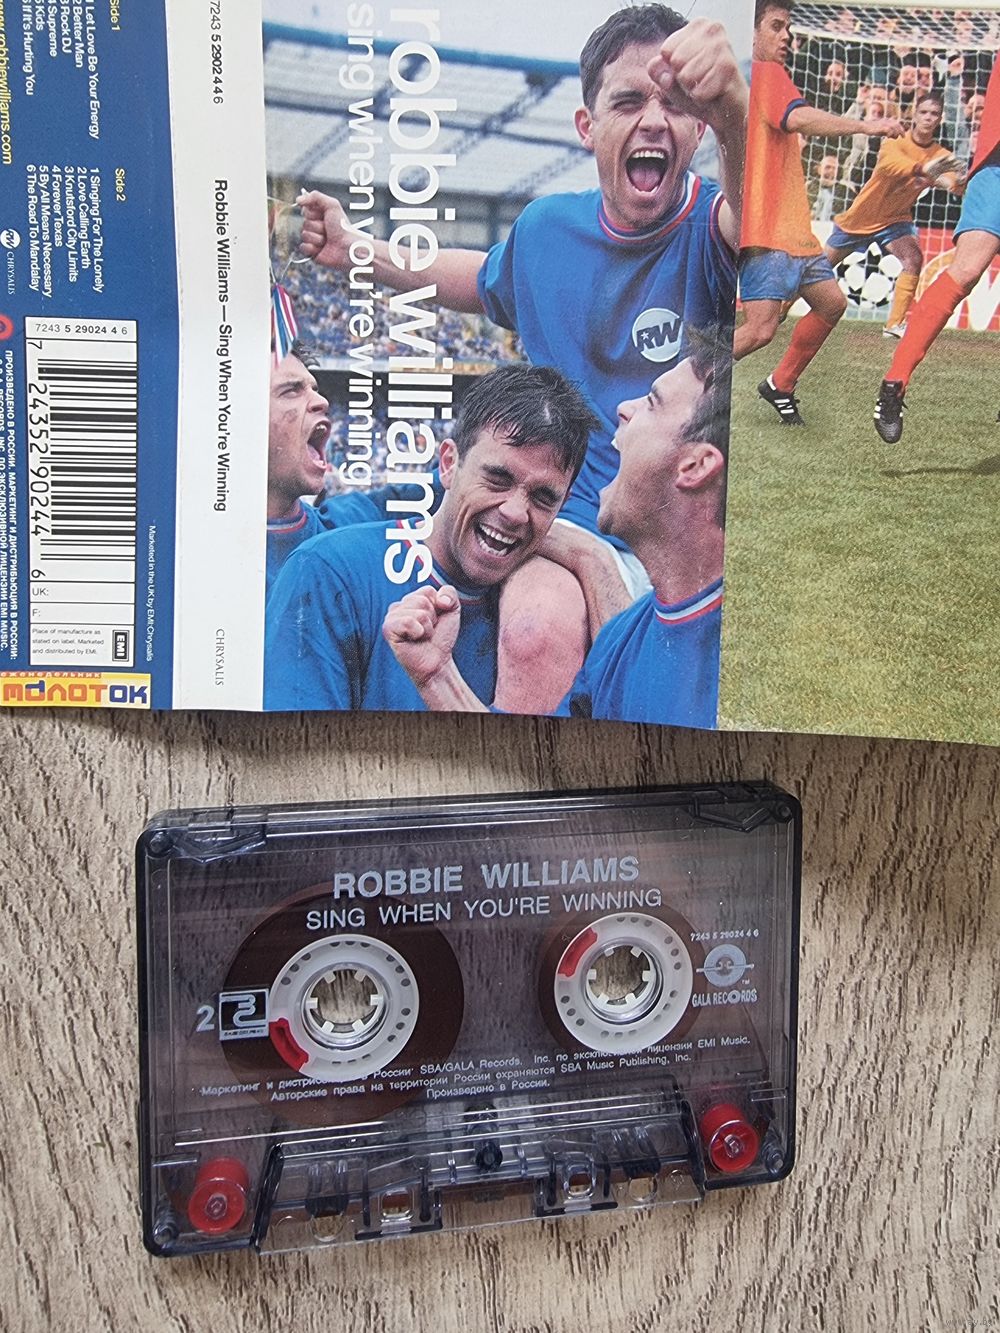 Side 1
1 Let Love Be Your Energy
2 Better Man
3 Rock DJ
4 Supreme
5 Kids
6 If It's Hurting You
Side 2
1 Singing For The Lonely
2 Love Calling Earth
3 Knutsford City Limits
4 Forever Texas
5 By All Means Necessary
6 The Road To Mandalay
www.robbiewilliams.com
CHRYSALIS
7243 5 29024 4 6
7 24352 90244 6
UK:
F:
Place of manufacture as
stated on label. Marketed
and distributed by EMI.
EMI
Marketed in the UK by EMI:Chrysalis
ПРОИЗВЕДЕНО В РОССИИ. МАРКЕТИНГ И ДИСТРИБЬЮЦИЯ В РОССИИ:
S.B.A. RECORDS, INC. ПО ЭКСКЛЮЗИВНОЙ ЛИЦЕНЗИИ EMI MUSIC.
еженедельник
молоток
7243 5 2902446
Robbie Williams — Sing When You're Winning
CHRYSALIS
robbie williams
sing when you're winning
RW
ROBBIE WILLIAMS
SING WHEN YOU'RE WINNING
7243 5 29024 4 6
GALA RECORDS
TM
2
Маркетинг и России: SBA/GALA Records, Inc. по лицензии EMI Music.
Авторские права на территории России охраняются SBA Music Publishing, Inc.
Произведено в России.